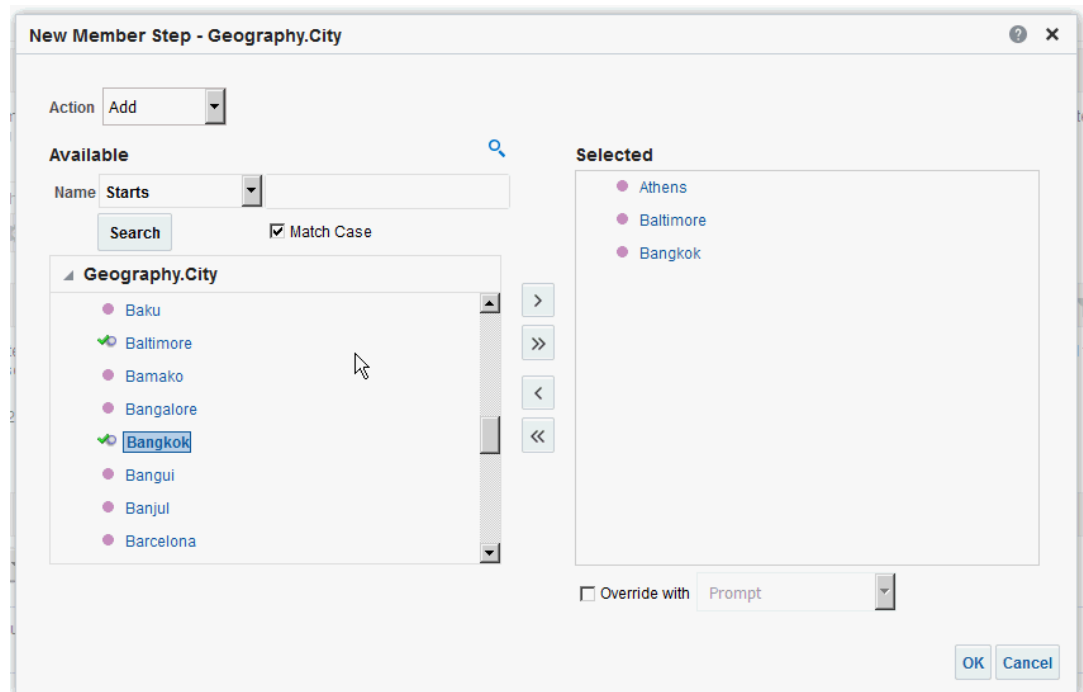 New Member Step - Geography.City
Action Add
Available
Name Starts
Search Match Case
Geography.City
Baku
Baltimore
Bamako
Bangalore
Bangkok
Bangui
Banjul
Barcelona
Selected
Athens
Baltimore
Bangkok
Override with Prompt
OK Cancel